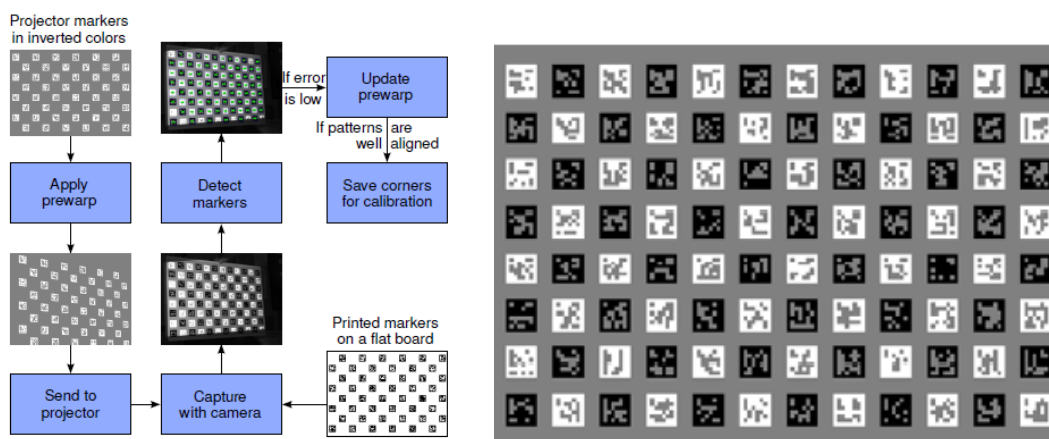 Projector markers
in inverted colors
Apply
prewarp
Send to
projector
Capture
with camera
Printed markers
on a flat board
Detect
markers
If error
is low
Update
prewarp
If patterns are
well aligned
Save corners
for calibration